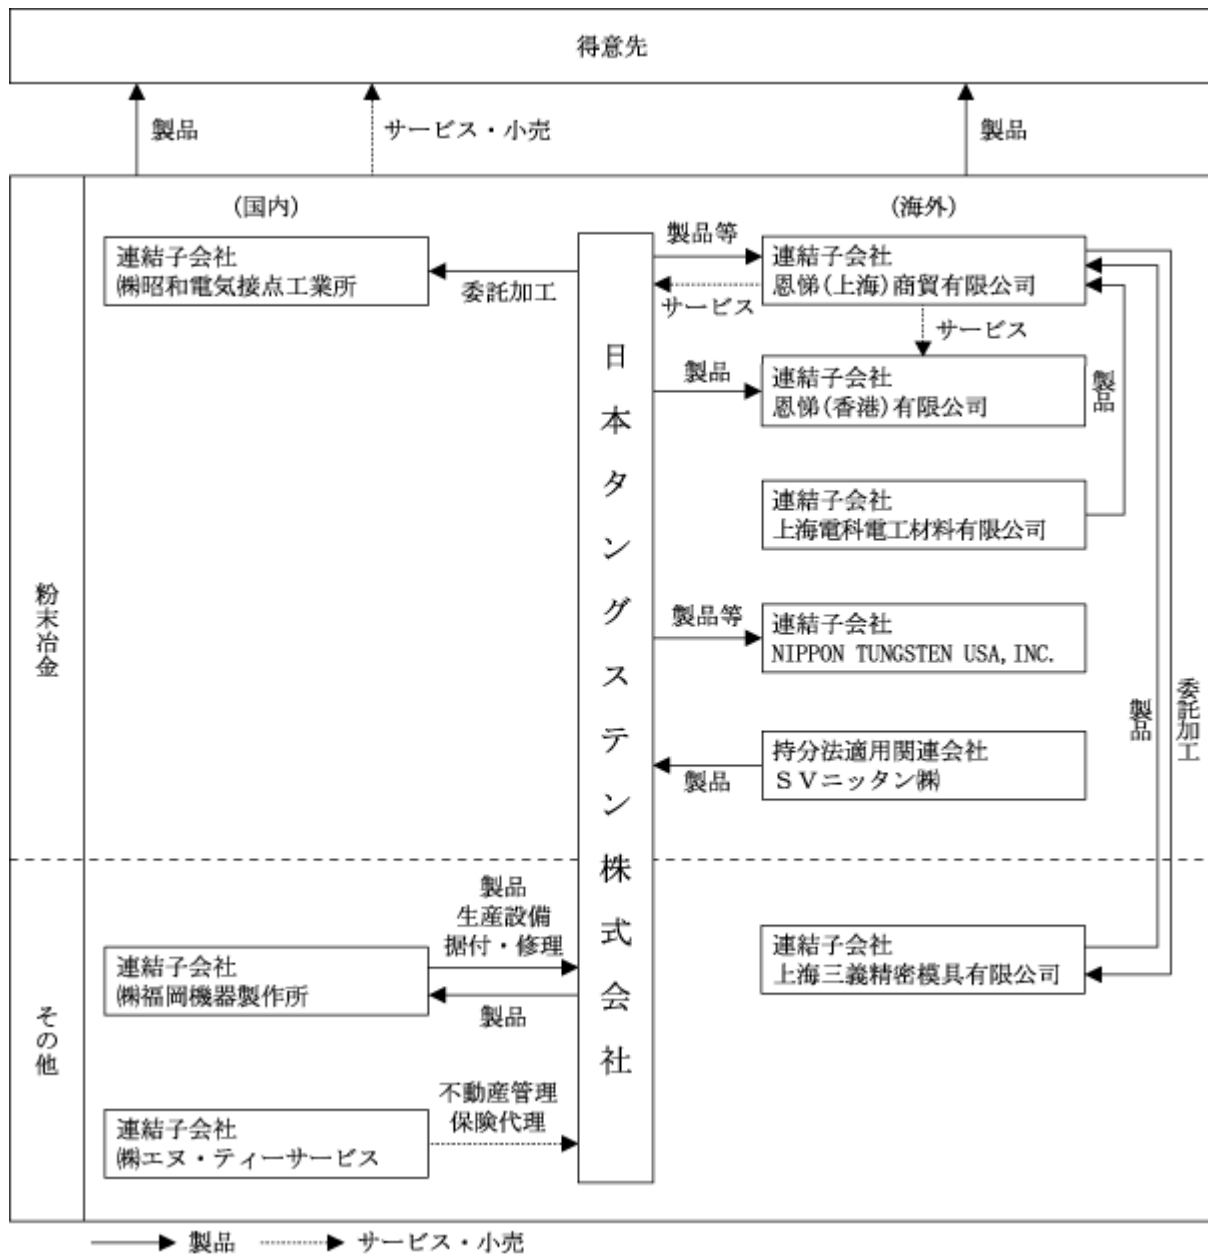 得意先
製品
サービス・小売
製品
(国内)
(海外)
連結子会社
㈱昭和電気接点工業所
委託加工
製品等
サービス
連結子会社
恩悌(上海)商貿有限公司
サービス
製品
連結子会社
恩悌(香港)有限公司
製品
連結子会社
上海電科電工材料有限公司
粉末冶金
日本タングステン株式会社
製品等
連結子会社
NIPPON TUNGSTEN USA, INC.
製品
持分法適用関連会社
ＳＶニッタン㈱
製品
委託加工
その他
製品
生産設備
据付・修理
連結子会社
㈱福岡機器製作所
製品
連結子会社
上海三義精密模具有限公司
不動産管理
保険代理
連結子会社
㈱エヌ・ティーサービス
製品
サービス・小売